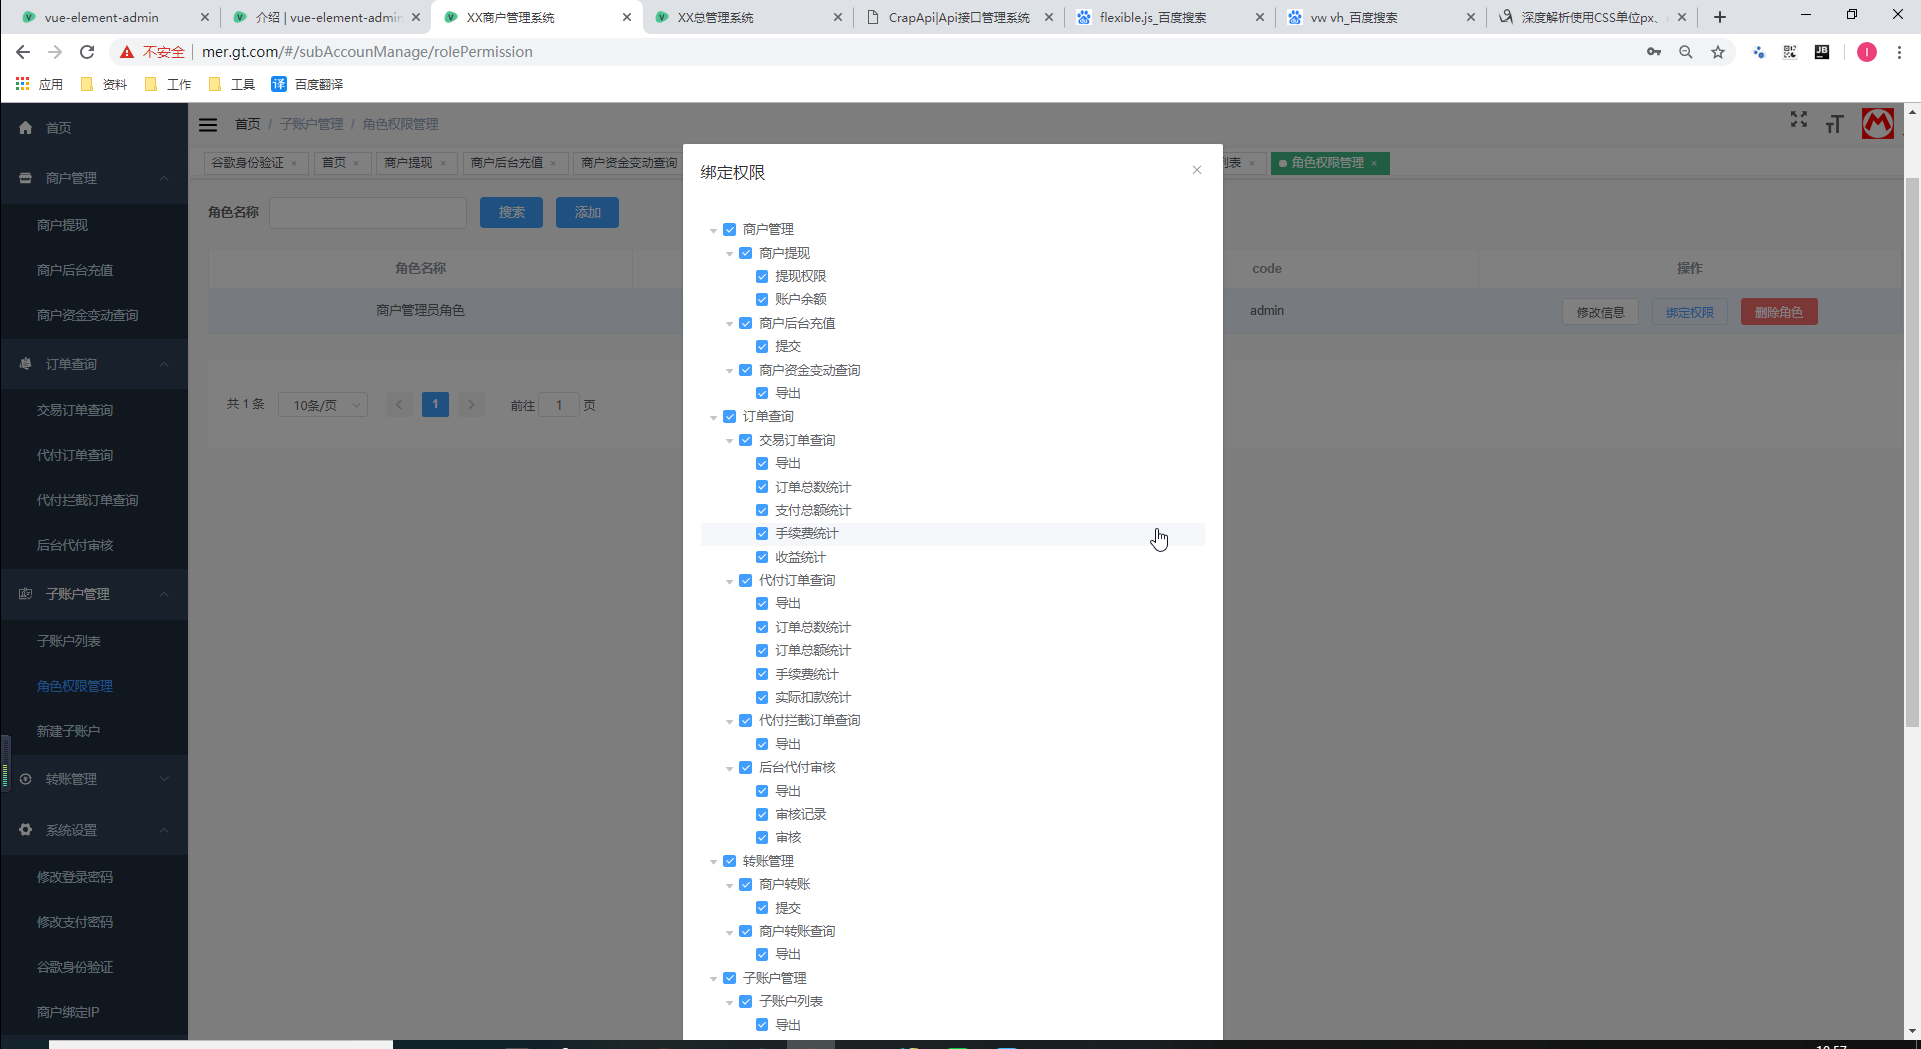 vue-element-admin
介绍 | vue-element-admin
XX商户管理系统
XX总管理系统
CrapApi|Api接口管理系统
flexible.js_百度搜索
vw vh_百度搜索
深度解析使用CSS单位px、
不安全
mer.gt.com/#/subAccounManage/rolePermission
应用
资料
工作
工具
译 百度翻译
首页
商户管理
商户提现
商户后台充值
商户资金变动查询
订单查询
交易订单查询
代付订单查询
代付拦截订单查询
后台代付审核
子账户管理
子账户列表
角色权限管理
新建子账户
转账管理
系统设置
修改登录密码
修改支付密码
谷歌身份验证
商户绑定IP
首页 / 子账户管理 / 角色权限管理
谷歌身份验证
首页
商户提现
商户后台充值
商户资金变动查询
列表
角色权限管理
角色名称
搜索
添加
角色名称
code
操作
商户管理员角色
admin
修改信息
绑定权限
删除角色
共 1 条
10条/页
1
前往 1 页
绑定权限
商户管理
商户提现
提现权限
账户余额
商户后台充值
提交
商户资金变动查询
导出
订单查询
交易订单查询
导出
订单总数统计
支付总额统计
手续费统计
收益统计
代付订单查询
导出
订单总数统计
订单总额统计
手续费统计
实际扣款统计
代付拦截订单查询
导出
后台代付审核
导出
审核记录
审核
转账管理
商户转账
提交
商户转账查询
导出
子账户管理
子账户列表
导出